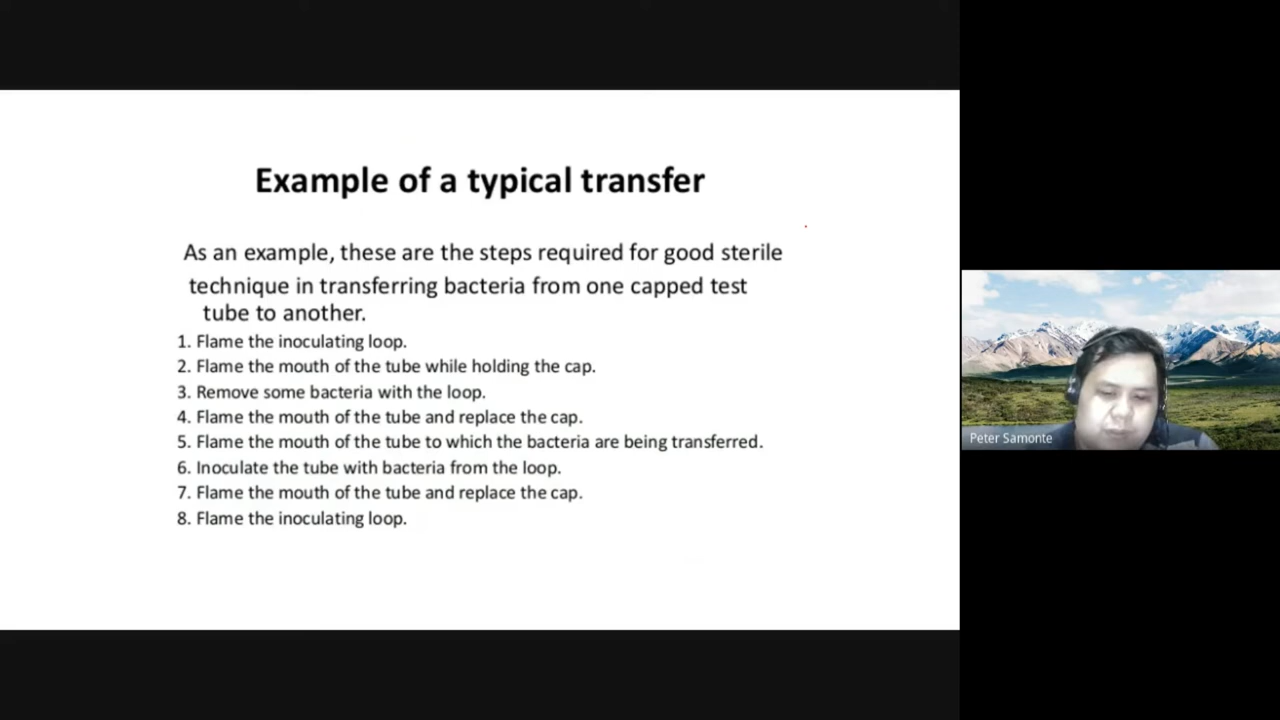 Example of a typical transfer
As an example, these are the steps required for good sterile
technique in transferring bacteria from one capped test
tube to another.
1. Flame the inoculating loop.
2. Flame the mouth of the tube while holding the cap.
3. Remove some bacteria with the loop.
4. Flame the mouth of the tube and replace the cap.
5. Flame the mouth of the tube to which the bacteria are being transferred.
6. Inoculate the tube with bacteria from the loop.
7. Flame the mouth of the tube and replace the cap.
8. Flame the inoculating loop.
Peter Samonte